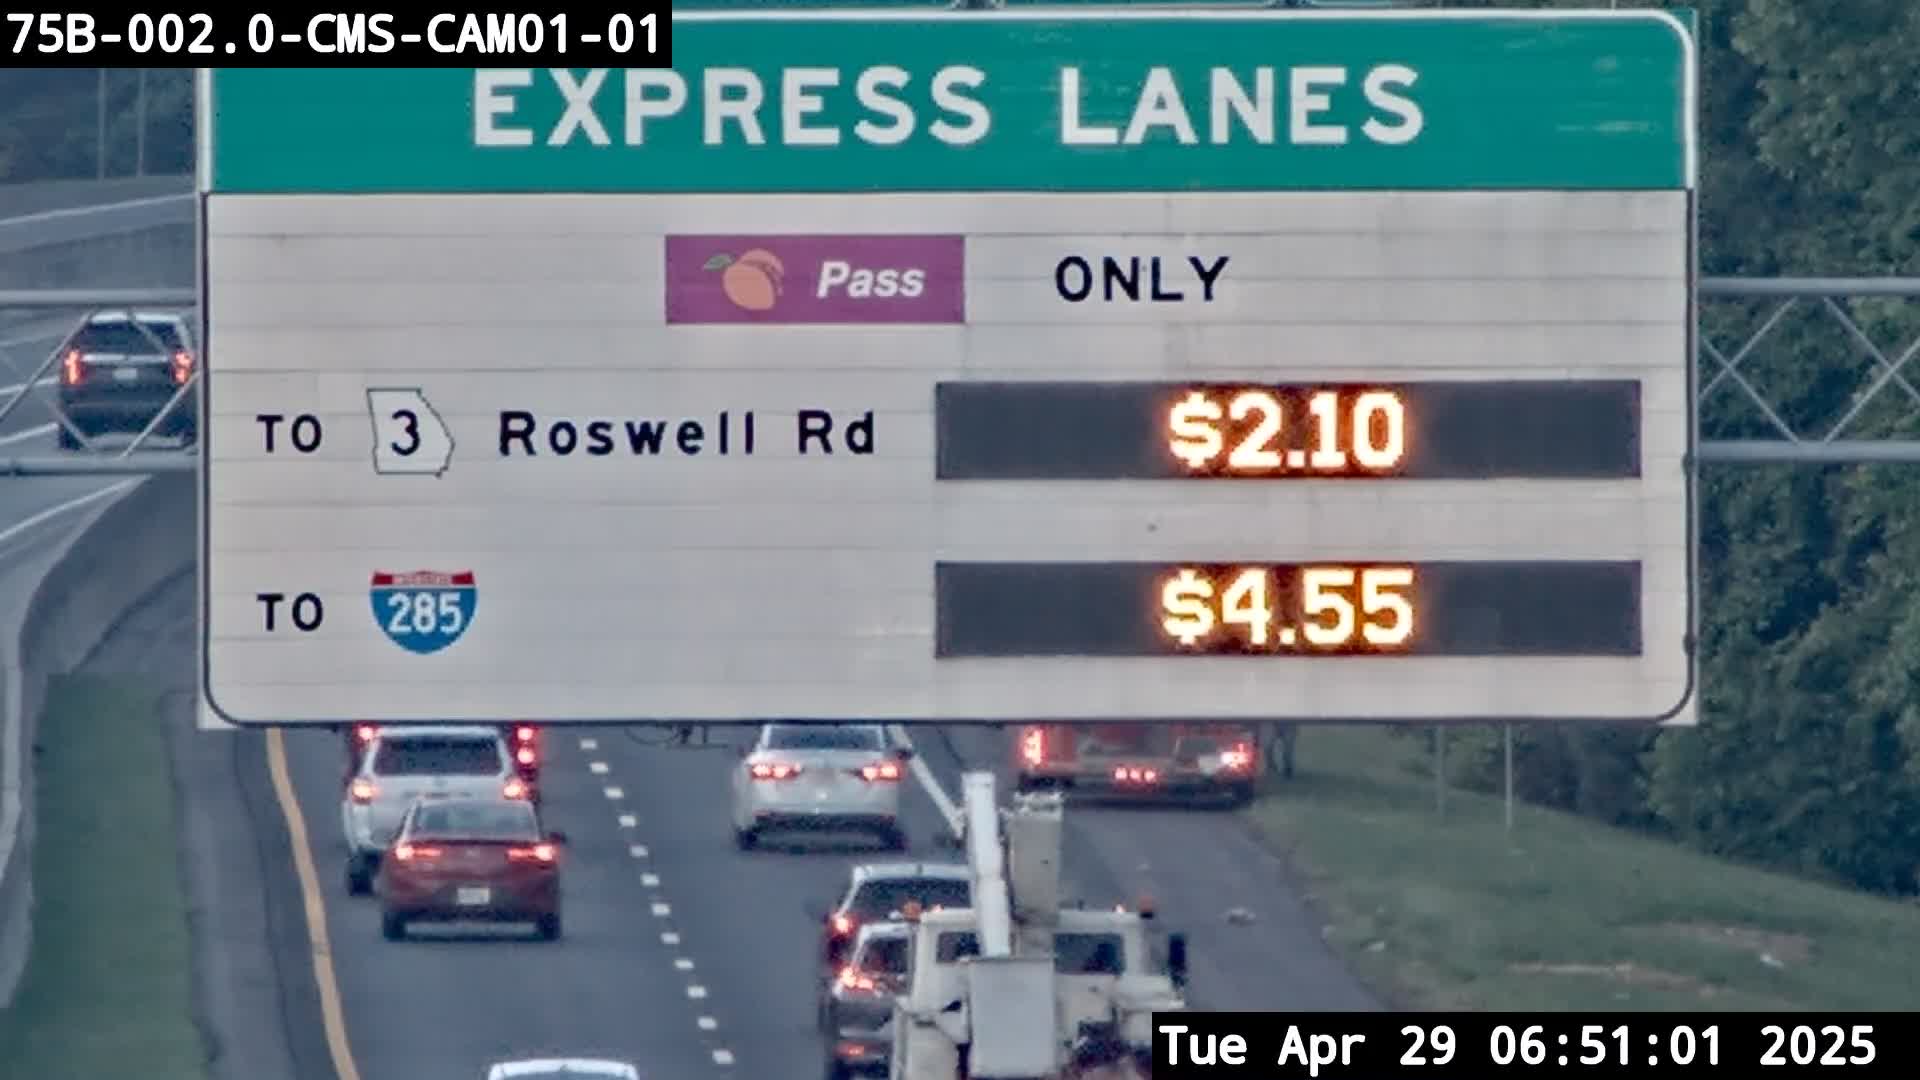 75B-002.0-CMS-CAM01-01
EXPRESS LANES
Pass ONLY
TO 3 Roswell Rd $2.10
TO 285 $4.55
Tue Apr 29 06:51:01 2025